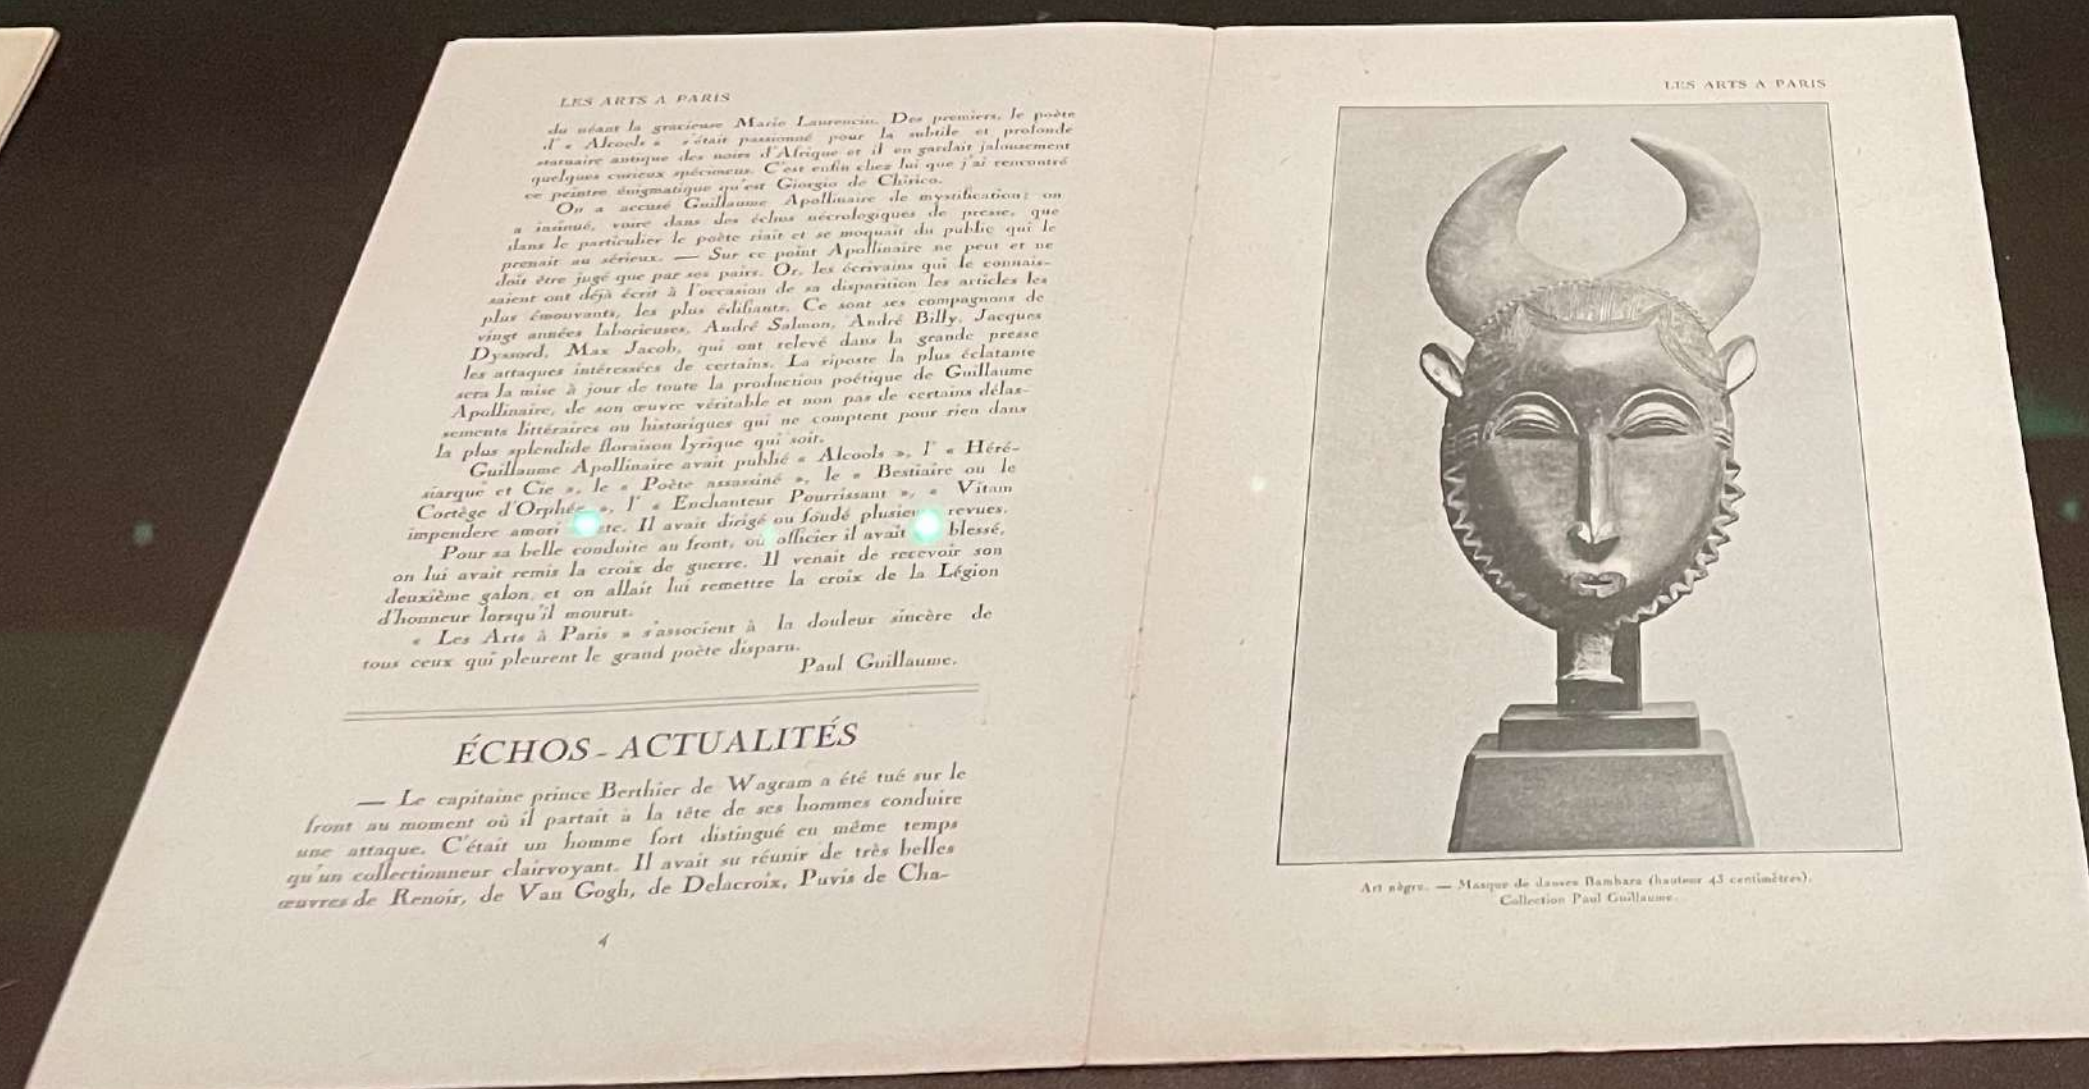 LES ARTS A PARIS
du néant la gracieuse Marie Laurencin. Des premiers, le poète
d'« Alcools » s'était passionné pour la subtile et profonde
statuaire antique des noirs d'Afrique et il en gardait jalousement
quelques curieux spécimens. C'est enfin chez lui que j'ai rencontré
ce peintre énigmatique qu'est Giorgio de Chirico.
On a accusé Guillaume Apollinaire de mystification; on
a insinué, voire dans des échos nécrologiques de presse, que
dans le particulier le poète riait et se moquait du public qui le
prenait au sérieux. — Sur ce point Apollinaire ne peut et ne
doit être jugé que par ses pairs. Or, les écrivains qui le connais-
saient ont déjà écrit à l'occasion de sa disparition les articles les
plus émouvants, les plus édifiants. Ce sont ses compagnons de
vingt années laborieuses, André Salmon, André Billy, Jacques
Dyssord, Max Jacob, qui ont relevé dans la grande presse
les attaques intéressées de certains. La riposte la plus éclatante
sera la mise à jour de toute la production poétique de Guillaume
Apollinaire, de son œuvre véritable et non pas de certains délas-
sements littéraires ou historiques qui ne comptent pour rien dans
la plus splendide floraison lyrique qui soit.
Guillaume Apollinaire avait publié « Alcools », l' « Héré-
siarque et Cie », le « Poète assassiné », le « Bestiaire ou le
Cortège d'Orphée », l' « Enchanteur Pourrissant », « Vitam
impendere amori Il avait dirigé ou fondé plusieurs revues.
Pour sa belle conduite au front, où officier il avait blessé,
on lui avait remis la croix de guerre. Il venait de recevoir son
deuxième galon, et on allait lui remettre la croix de la Légion
d'honneur lorsqu'il mourut.
« Les Arts à Paris » s'associent à la douleur sincère de
tous ceux qui pleurent le grand poète disparu.
Paul Guillaume.
ÉCHOS - ACTUALITÉS
— Le capitaine prince Berthier de Wagram a été tué sur le
front au moment où il partait à la tête de ses hommes conduire
une attaque. C'était un homme fort distingué en même temps
qu'un collectionneur clairvoyant. Il avait su réunir de très belles
œuvres de Renoir, de Van Gogh, de Delacroix, Puvis de Cha-
4
LES ARTS A PARIS
Art nègre. — Masque de danses Bambara (hauteur 43 centimètres).
Collection Paul Guillaume.